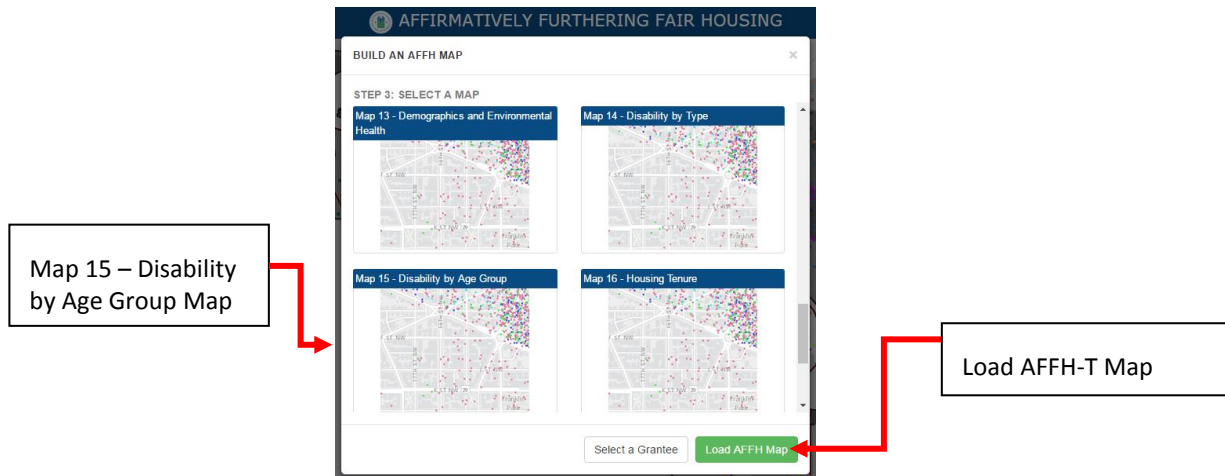 AFFIRMATIVELY FURTHERING FAIR HOUSING
BUILD AN AFFH MAP
×
STEP 3: SELECT A MAP
Map 13 - Demographics and Environmental
Health
Map 14 - Disability by Type
Map 15 - Disability by Age Group
Map 16 - Housing Tenure
Map 15 – Disability
by Age Group Map
Load AFFH-T Map
Select a Grantee
Load AFFH Map